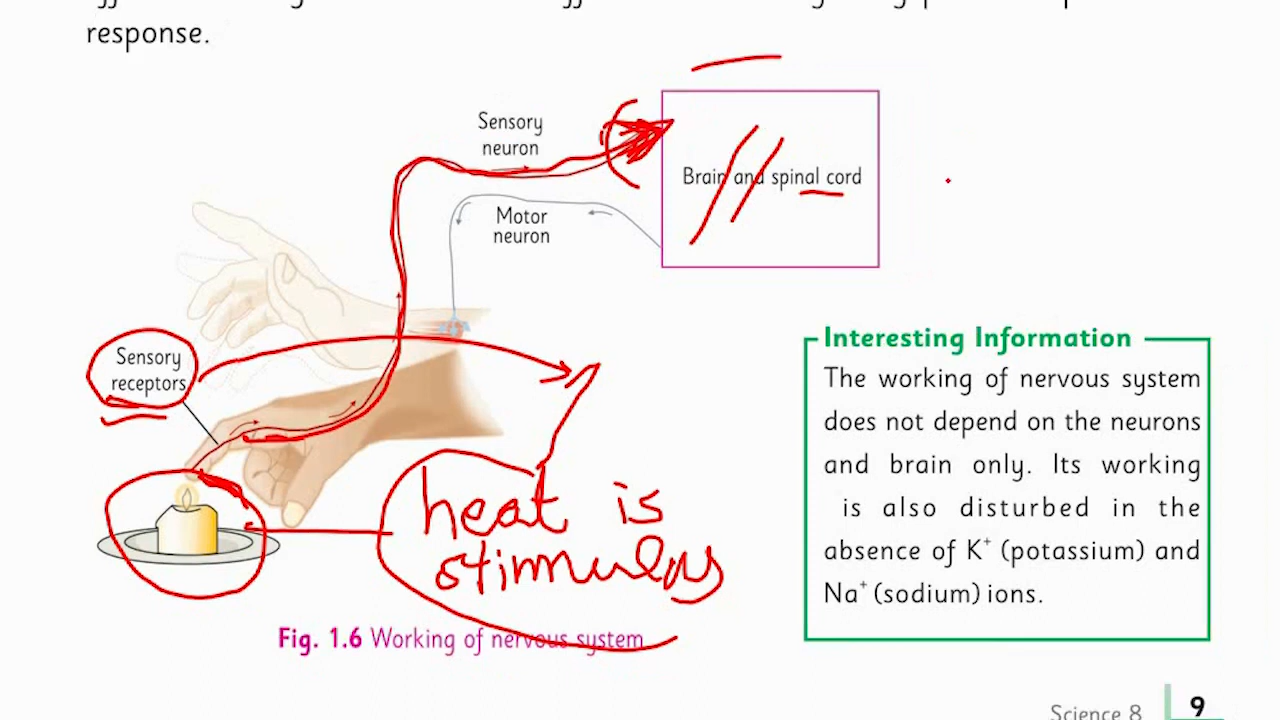 response.
Sensory
neuron
Brain and spinal cord
Motor
neuron
Sensory
receptors
heat is
stimulus
Interesting Information
The working of nervous system
does not depend on the neurons
and brain only. Its working
is also disturbed in the
absence of K⁺ (potassium) and
Na⁺ (sodium) ions.
Fig. 1.6 Working of nervous system
Science 8 9